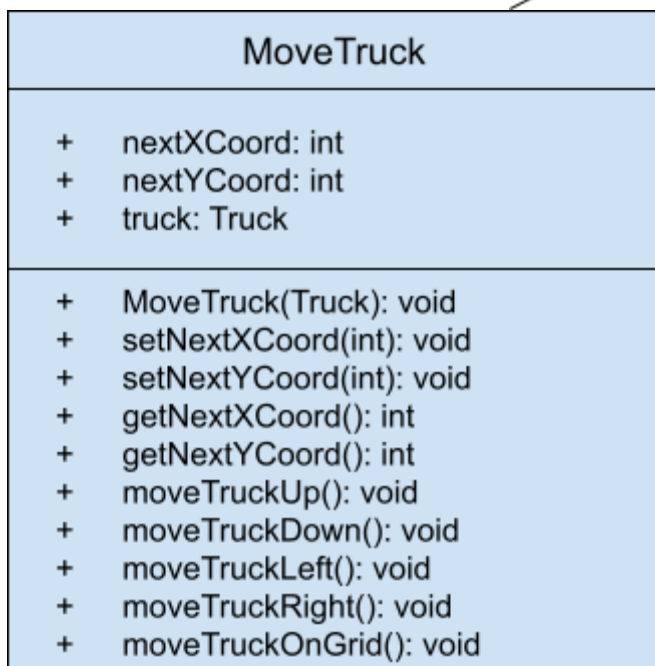 MoveTruck
+ nextXCoord: int
+ nextYCoord: int
+ truck: Truck
+ MoveTruck(Truck): void
+ setNextXCoord(int): void
+ setNextYCoord(int): void
+ getNextXCoord(): int
+ getNextYCoord(): int
+ moveTruckUp(): void
+ moveTruckDown(): void
+ moveTruckLeft(): void
+ moveTruckRight(): void
+ moveTruckOnGrid(): void